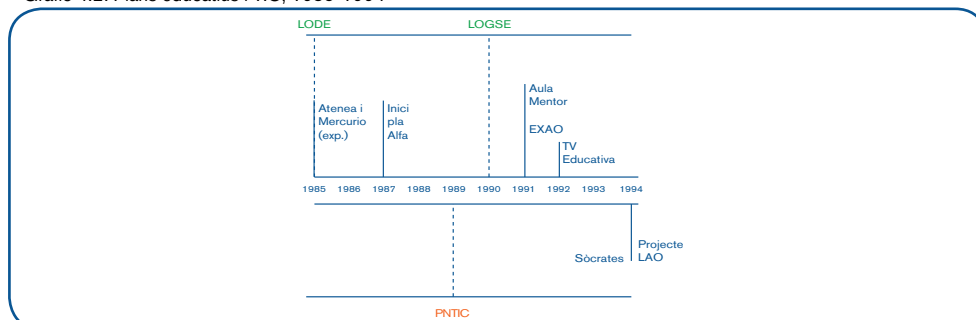 LODE LOGSE
Atenea i
Mercurio
(exp.)
Inici
pla
Alfa
Aula
Mentor
EXAO
TV
Educativa
1985 1986 1987 1988 1989 1990 1991 1992 1993 1994
Sòcrates
Projecte
LAO
PNTIC